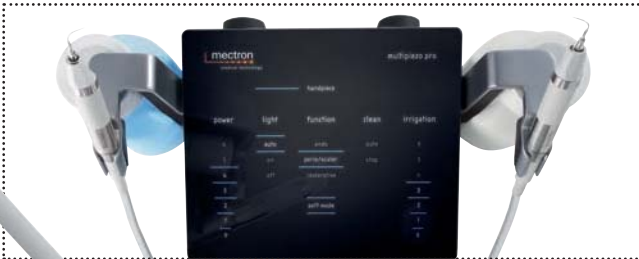 mectron
medical technology
multipiezo pro
handpiece
power light function clean irrigation
auto endo auto
on perio/scaler stop
off restorative
soft mode